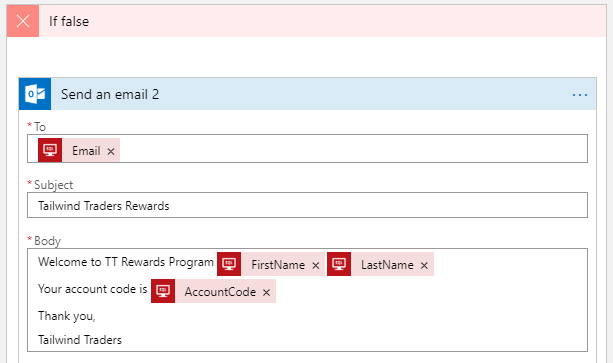 If false
Send an email 2
* To
Email ×
* Subject
Tailwind Traders Rewards
* Body
Welcome to TT Rewards Program FirstName × LastName ×
Your account code is AccountCode ×
Thank you,
Tailwind Traders